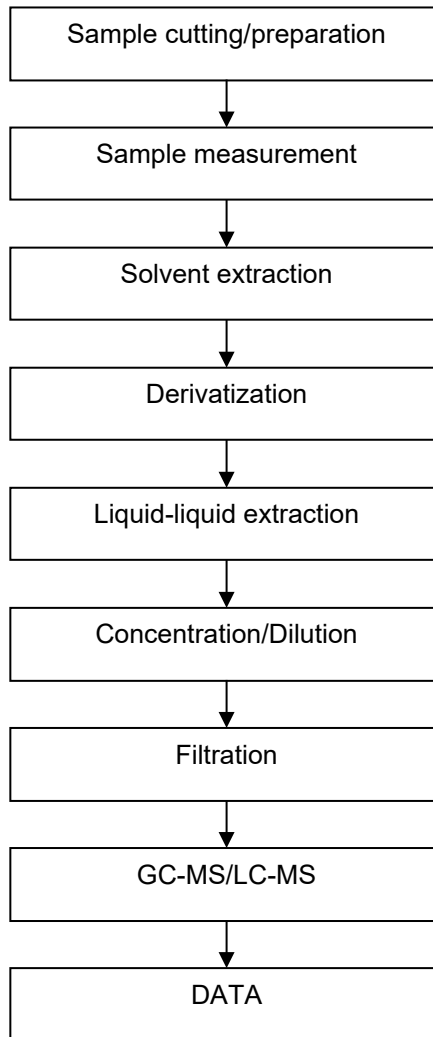 Sample cutting/preparation
Sample measurement
Solvent extraction
Derivatization
Liquid-liquid extraction
Concentration/Dilution
Filtration
GC-MS/LC-MS
DATA